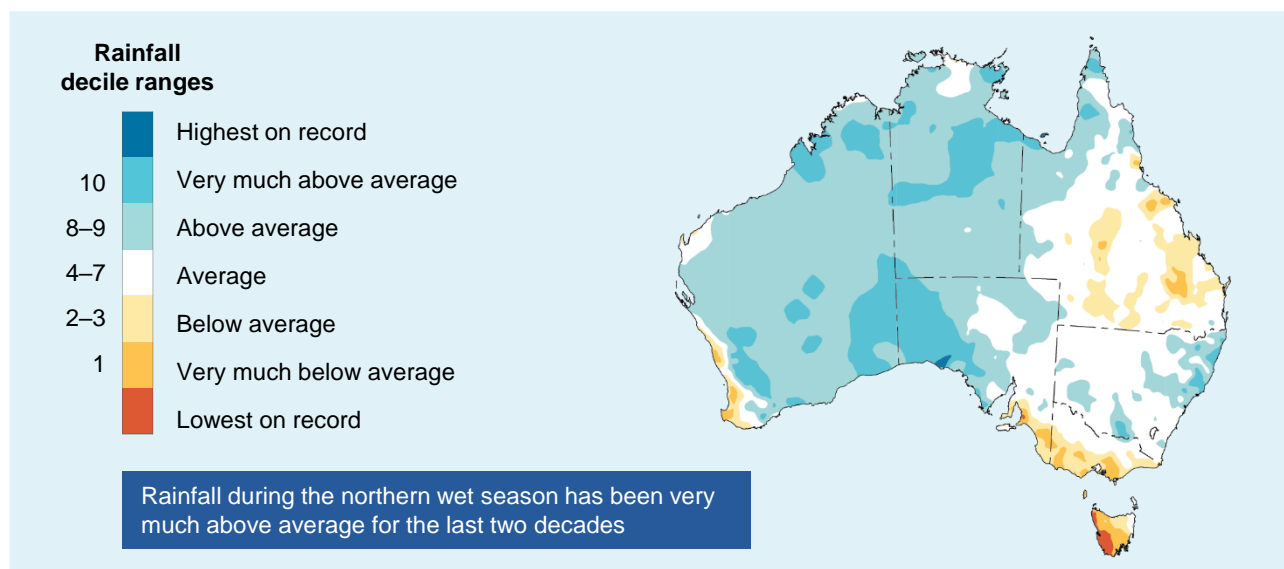 Rainfall
decile ranges
Highest on record
10
Very much above average
8–9
Above average
4–7
Average
2–3
Below average
1
Very much below average
Lowest on record
Rainfall during the northern wet season has been very
much above average for the last two decades